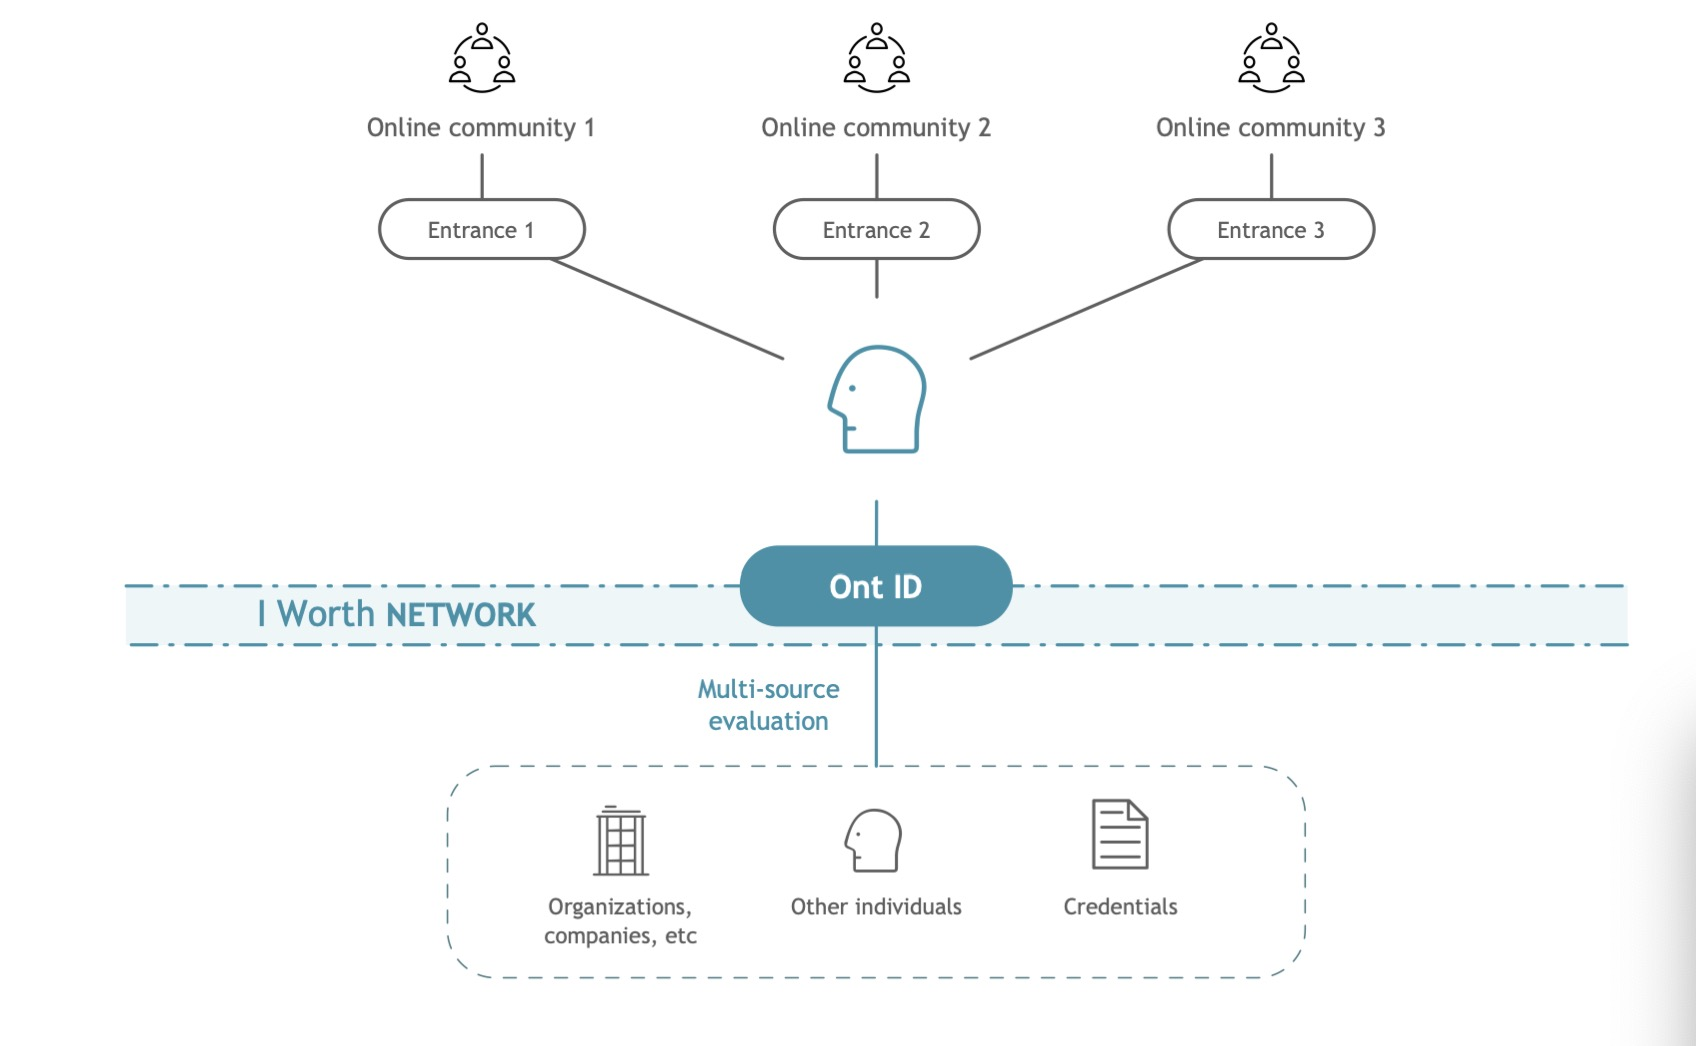 Online community 1
Online community 2
Online community 3
Entrance 1
Entrance 2
Entrance 3
Ont ID
I Worth NETWORK
Multi-source
evaluation
Organizations,
companies, etc
Other individuals
Credentials